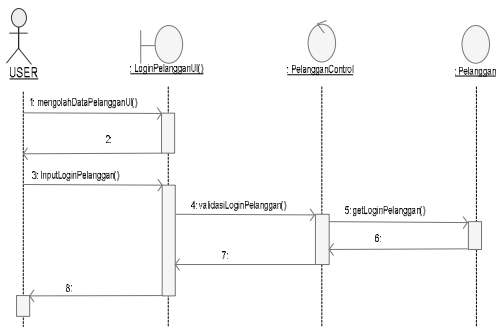 USER
: LoginPelangganUI()
: PelangganControl
: Pelanggan
1: mengolahDataPelangganUI()
2:
3: InputLoginPelanggan()
4: validasiLoginPelanggan()
5: getLoginPelanggan()
6:
7:
8: